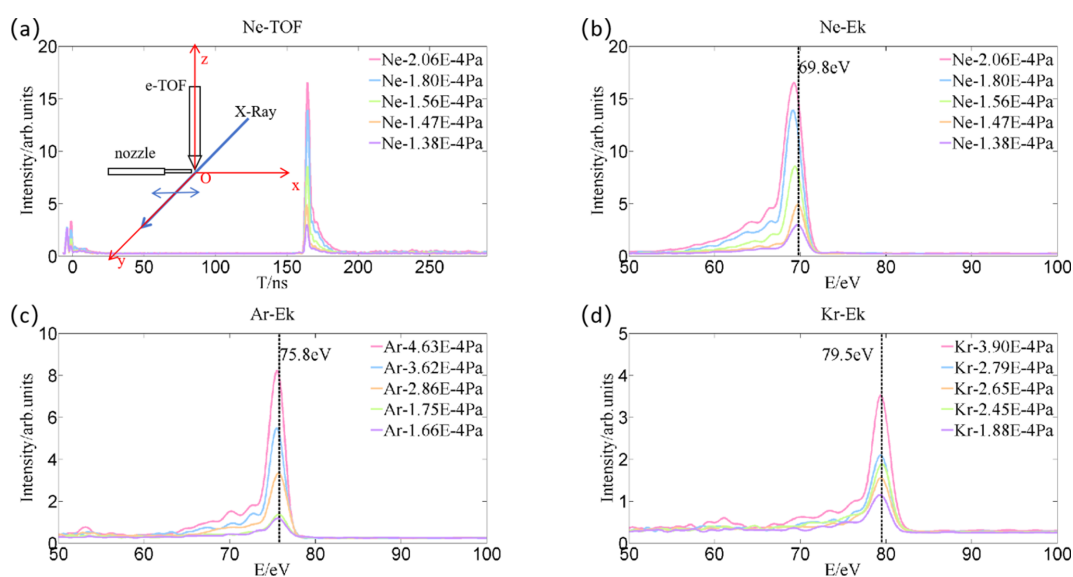 (a)
Ne-TOF
20
15
10
5
0
Intensity/arb.units
0
50
100
150
200
250
T/ns
z
e-TOF
X-Ray
nozzle
O
x
y
Ne-2.06E-4Pa
Ne-1.80E-4Pa
Ne-1.56E-4Pa
Ne-1.47E-4Pa
Ne-1.38E-4Pa
(b)
Ne-Ek
20
15
10
5
0
Intensity/arb.units
50
60
70
80
90
100
E/eV
69.8eV
Ne-2.06E-4Pa
Ne-1.80E-4Pa
Ne-1.56E-4Pa
Ne-1.47E-4Pa
Ne-1.38E-4Pa
(c)
Ar-Ek
10
8
6
4
2
0
Intensity/arb.units
50
60
70
80
90
100
E/eV
75.8eV
Ar-4.63E-4Pa
Ar-3.62E-4Pa
Ar-2.86E-4Pa
Ar-1.75E-4Pa
Ar-1.66E-4Pa
(d)
Kr-Ek
5
4
3
2
1
0
Intensity/arb.units
50
60
70
80
90
100
E/eV
79.5eV
Kr-3.90E-4Pa
Kr-2.79E-4Pa
Kr-2.65E-4Pa
Kr-2.45E-4Pa
Kr-1.88E-4Pa